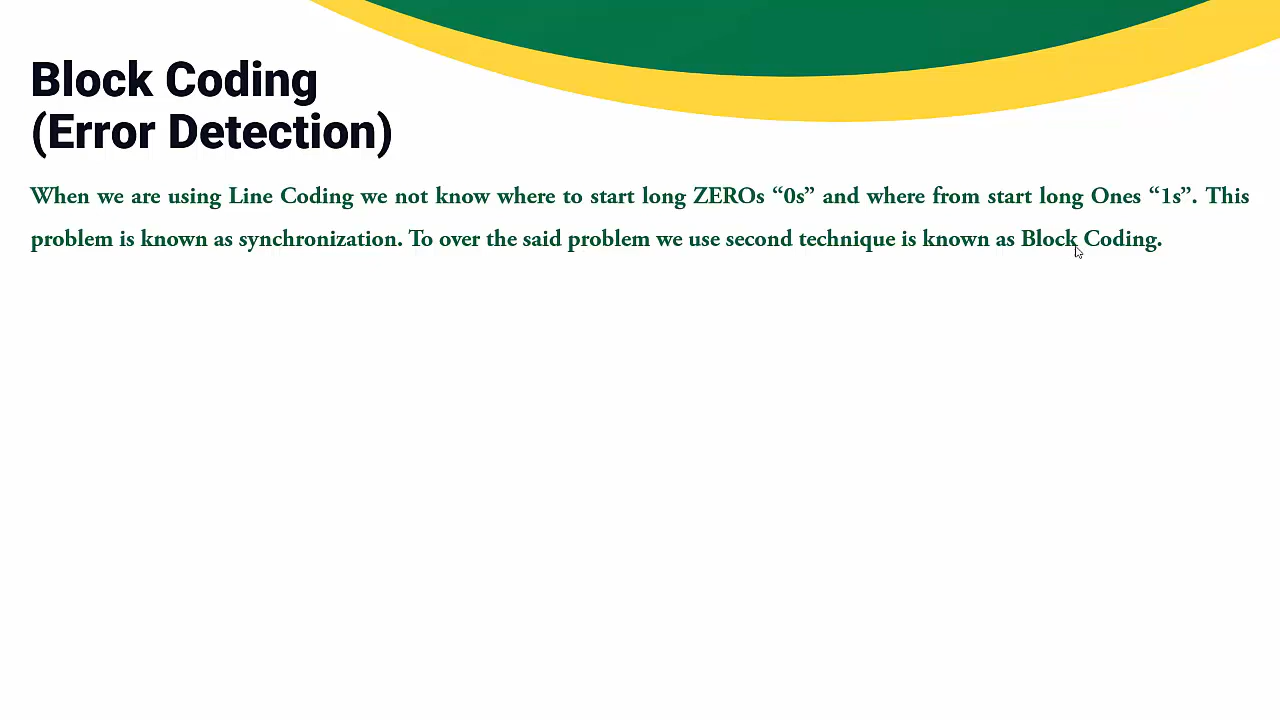 Block Coding
(Error Detection)
When we are using Line Coding we not know where to start long ZEROs “0s” and where from start long Ones “1s”. This
problem is known as synchronization. To over the said problem we use second technique is known as Block Coding.